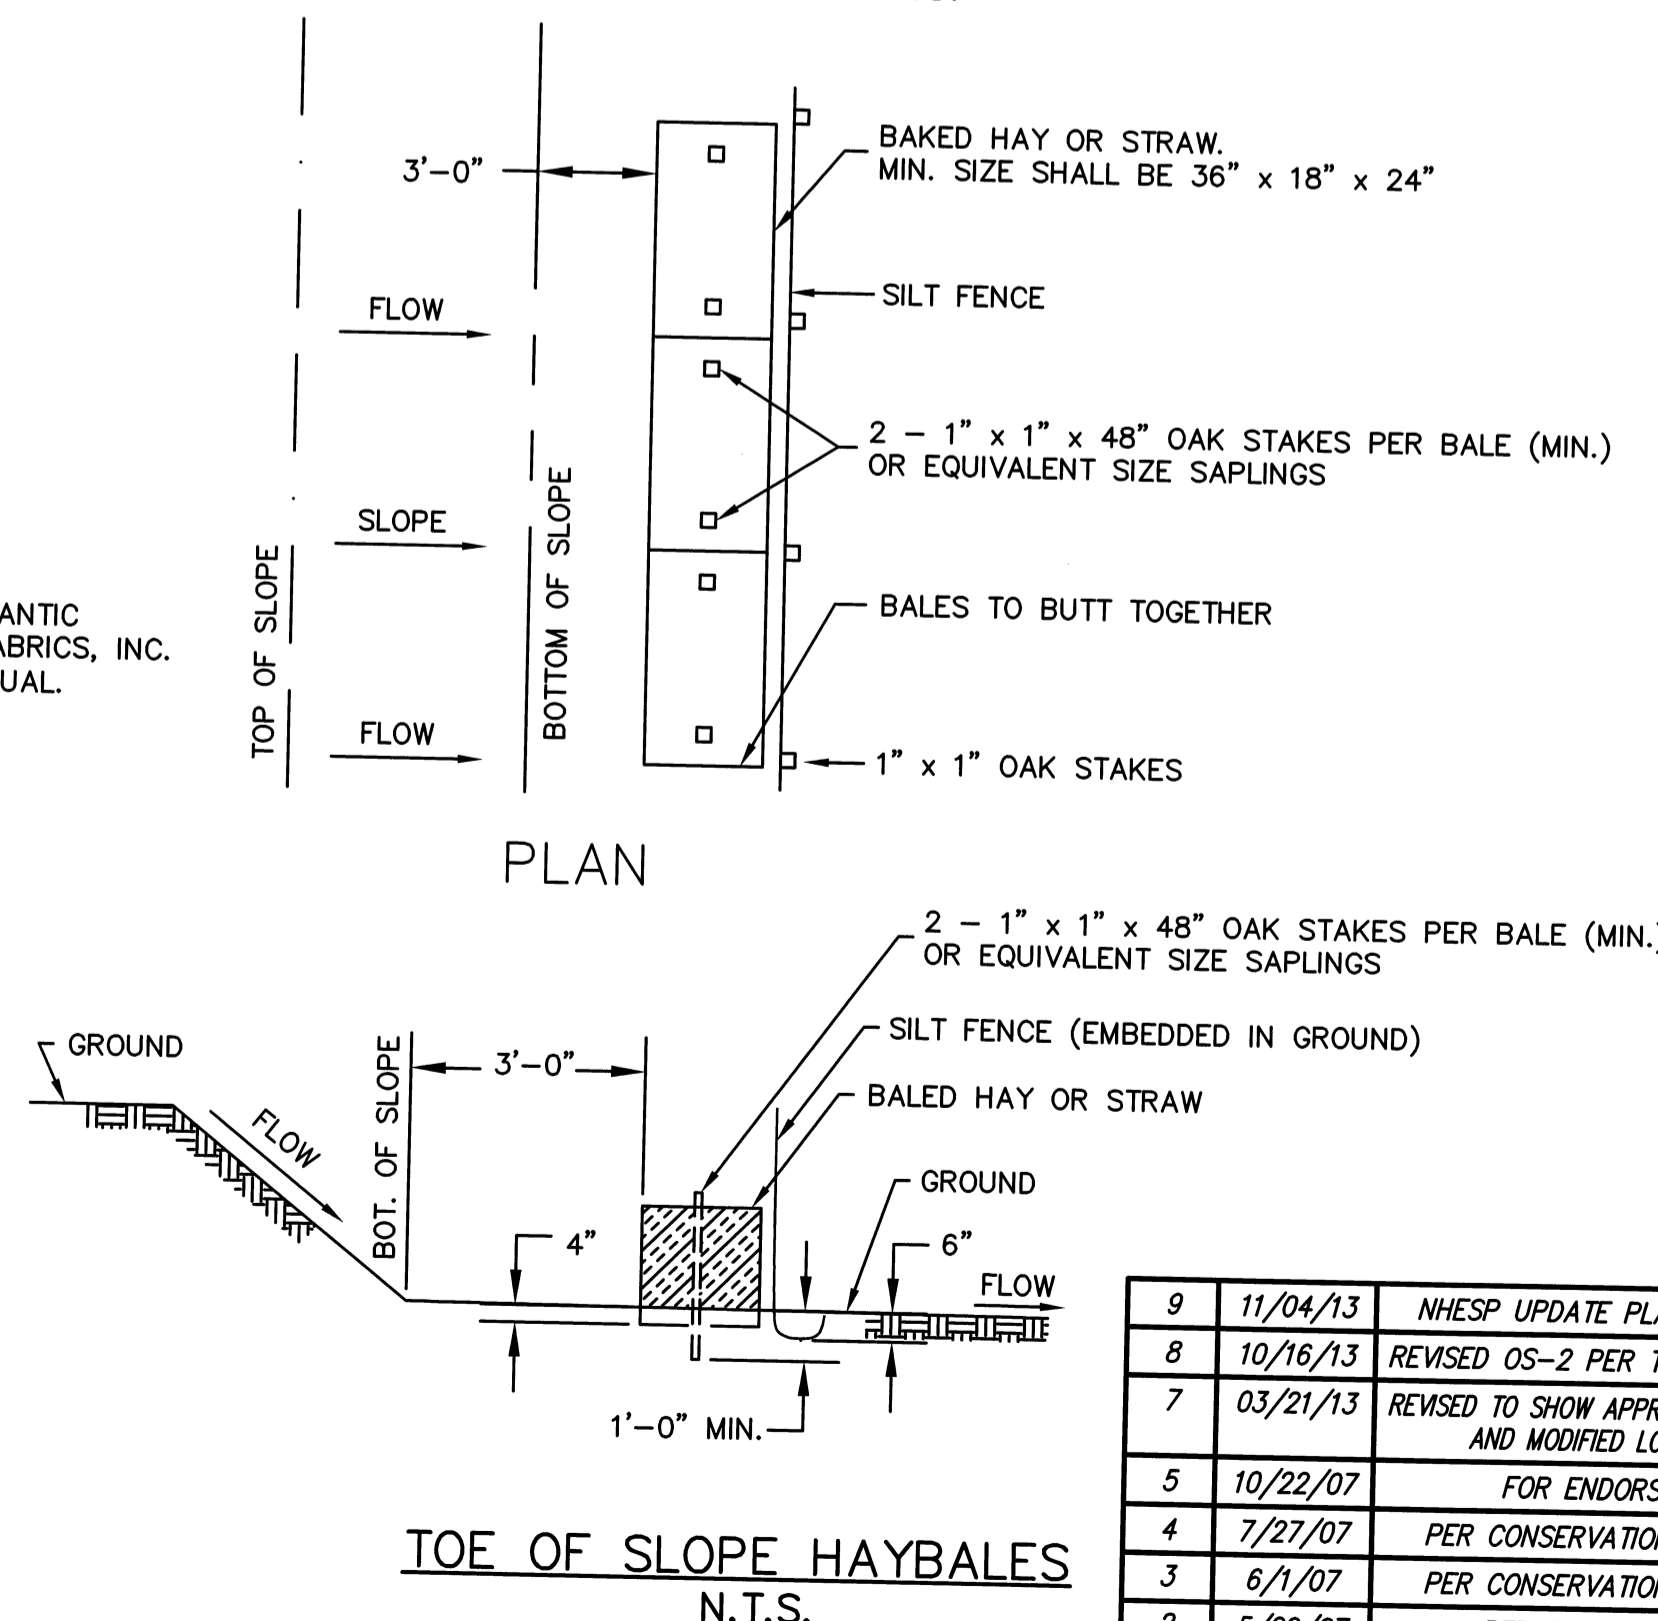 BAKED HAY OR STRAW.
MIN. SIZE SHALL BE 36" x 18" x 24"
3'-0"
SILT FENCE
FLOW
2 - 1" x 1" x 48" OAK STAKES PER BALE (MIN.)
OR EQUIVALENT SIZE SAPLINGS
SLOPE
TOP OF SLOPE
BOTTOM OF SLOPE
ANTIC
ABRICS, INC.
UAL.
BALES TO BUTT TOGETHER
FLOW
1" x 1" OAK STAKES
PLAN
2 - 1" x 1" x 48" OAK STAKES PER BALE (MIN.)
OR EQUIVALENT SIZE SAPLINGS
SILT FENCE (EMBEDDED IN GROUND)
GROUND
3'-0"
BALED HAY OR STRAW
FLOW
BOT. OF SLOPE
GROUND
4"
6"
FLOW
1'-0" MIN.
9 11/04/13 NHESP UPDATE PLA
8 10/16/13 REVISED OS-2 PER T
7 03/21/13 REVISED TO SHOW APPR
AND MODIFIED LO
5 10/22/07 FOR ENDORS
4 7/27/07 PER CONSERVATION
3 6/1/07 PER CONSERVATION
TOE OF SLOPE HAYBALES
N.T.S.